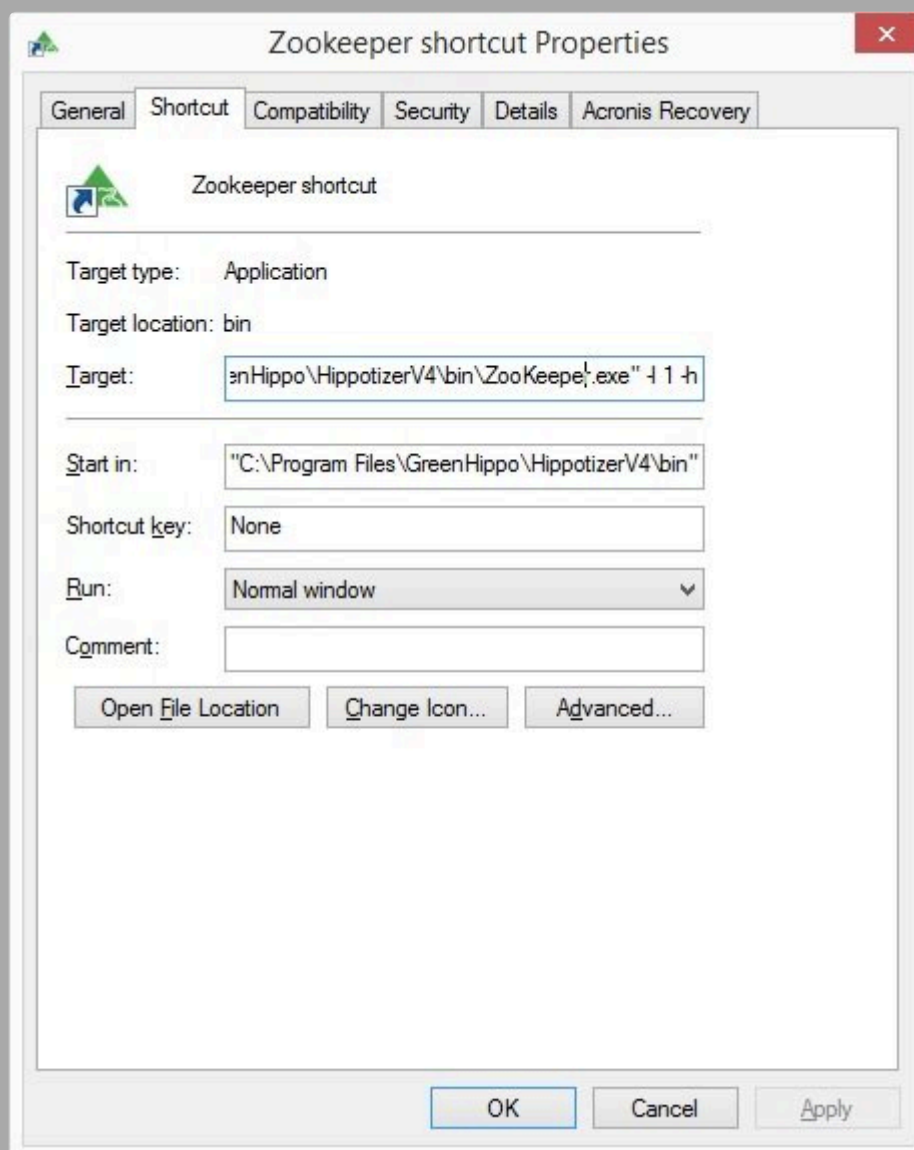 Zookeeper shortcut Properties
General Shortcut Compatibility Security Details Acronis Recovery
Zookeeper shortcut
Target type: Application
Target location: bin
Target: enHippo\HippotizerV4\bin\ZooKeeper.exe" -l 1 -h
Start in: "C:\Program Files\GreenHippo\HippotizerV4\bin"
Shortcut key: None
Run: Normal window
Comment:
Open File Location Change Icon... Advanced...
OK Cancel Apply